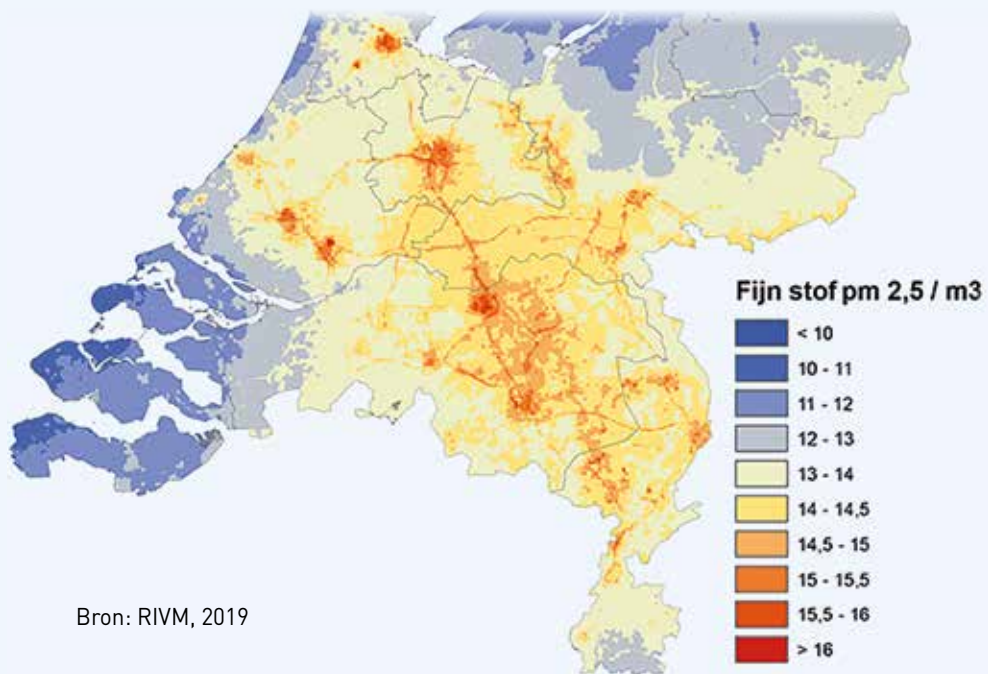 Fijn stof pm 2,5 / m3
< 10
10 - 11
11 - 12
12 - 13
13 - 14
14 - 14,5
14,5 - 15
15 - 15,5
15,5 - 16
> 16
Bron: RIVM, 2019